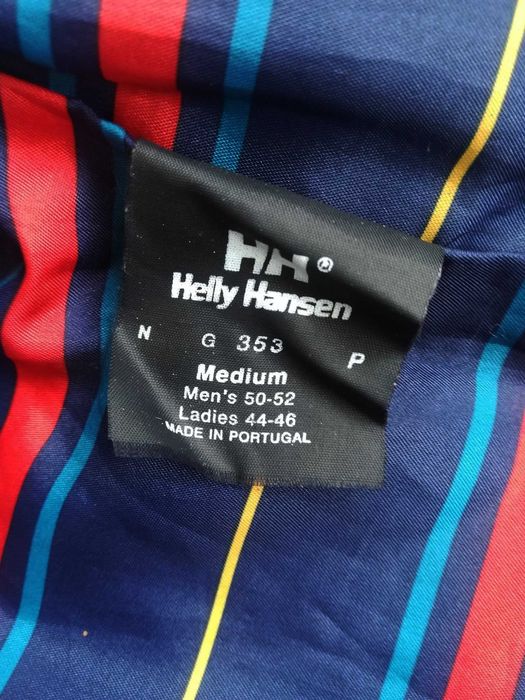 HH®
Helly Hansen
N G 353 P
Medium
Men's 50-52
Ladies 44-46
MADE IN PORTUGAL